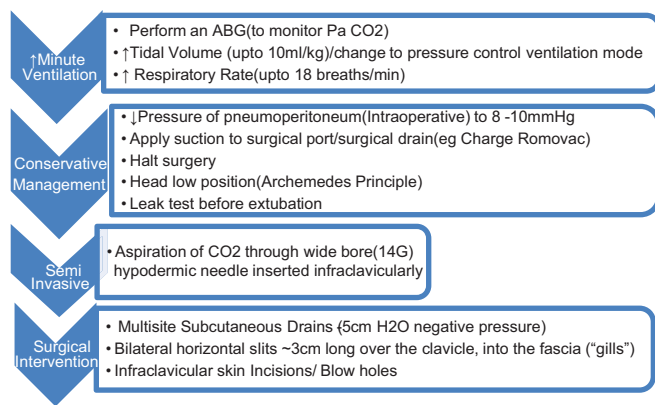 ↑Minute
Ventilation
• Perform an ABG(to monitor Pa CO2)
• ↑Tidal Volume (upto 10ml/kg)/change to pressure control ventilation mode
• ↑ Respiratory Rate(upto 18 breaths/min)
Conservative
Management
• ↓Pressure of pneumoperitoneum(Intraoperative) to 8 -10mmHg
• Apply suction to surgical port/surgical drain(eg Charge Romovac)
• Halt surgery
• Head low position(Archemedes Principle)
• Leak test before extubation
Semi
Invasive
• Aspiration of CO2 through wide bore(14G)
hypodermic needle inserted infraclavicularly
Surgical
Intervention
• Multisite Subcutaneous Drains (-5cm H2O negative pressure)
• Bilateral horizontal slits ~3cm long over the clavicle, into the fascia (“gills”)
• Infraclavicular skin Incisions/ Blow holes